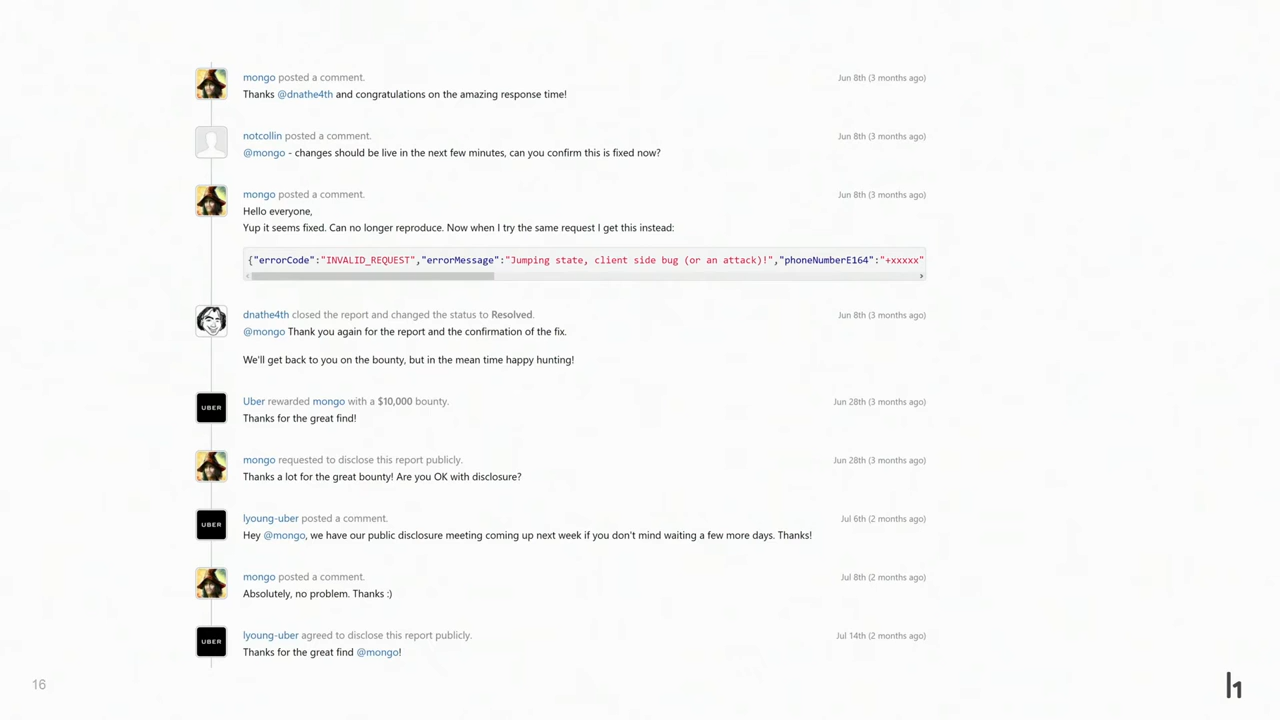 mongo posted a comment. Jun 8th (3 months ago)
Thanks @dnathe4th and congratulations on the amazing response time!
notcollin posted a comment. Jun 8th (3 months ago)
@mongo - changes should be live in the next few minutes, can you confirm this is fixed now?
mongo posted a comment. Jun 8th (3 months ago)
Hello everyone,
Yup it seems fixed. Can no longer reproduce. Now when I try the same request I get this instead:
{"errorCode":"INVALID_REQUEST","errorMessage":"Jumping state, client side bug (or an attack)!","phoneNumberE164":"+xxxxx"
dnathe4th closed the report and changed the status to Resolved. Jun 8th (3 months ago)
@mongo Thank you again for the report and the confirmation of the fix.
We'll get back to you on the bounty, but in the mean time happy hunting!
UBER Uber rewarded mongo with a $10,000 bounty. Jun 28th (3 months ago)
Thanks for the great find!
mongo requested to disclose this report publicly. Jun 28th (3 months ago)
Thanks a lot for the great bounty! Are you OK with disclosure?
UBER lyoung-uber posted a comment. Jul 6th (2 months ago)
Hey @mongo, we have our public disclosure meeting coming up next week if you don't mind waiting a few more days. Thanks!
mongo posted a comment. Jul 8th (2 months ago)
Absolutely, no problem. Thanks :)
UBER lyoung-uber agreed to disclose this report publicly. Jul 14th (2 months ago)
Thanks for the great find @mongo!
16
h1